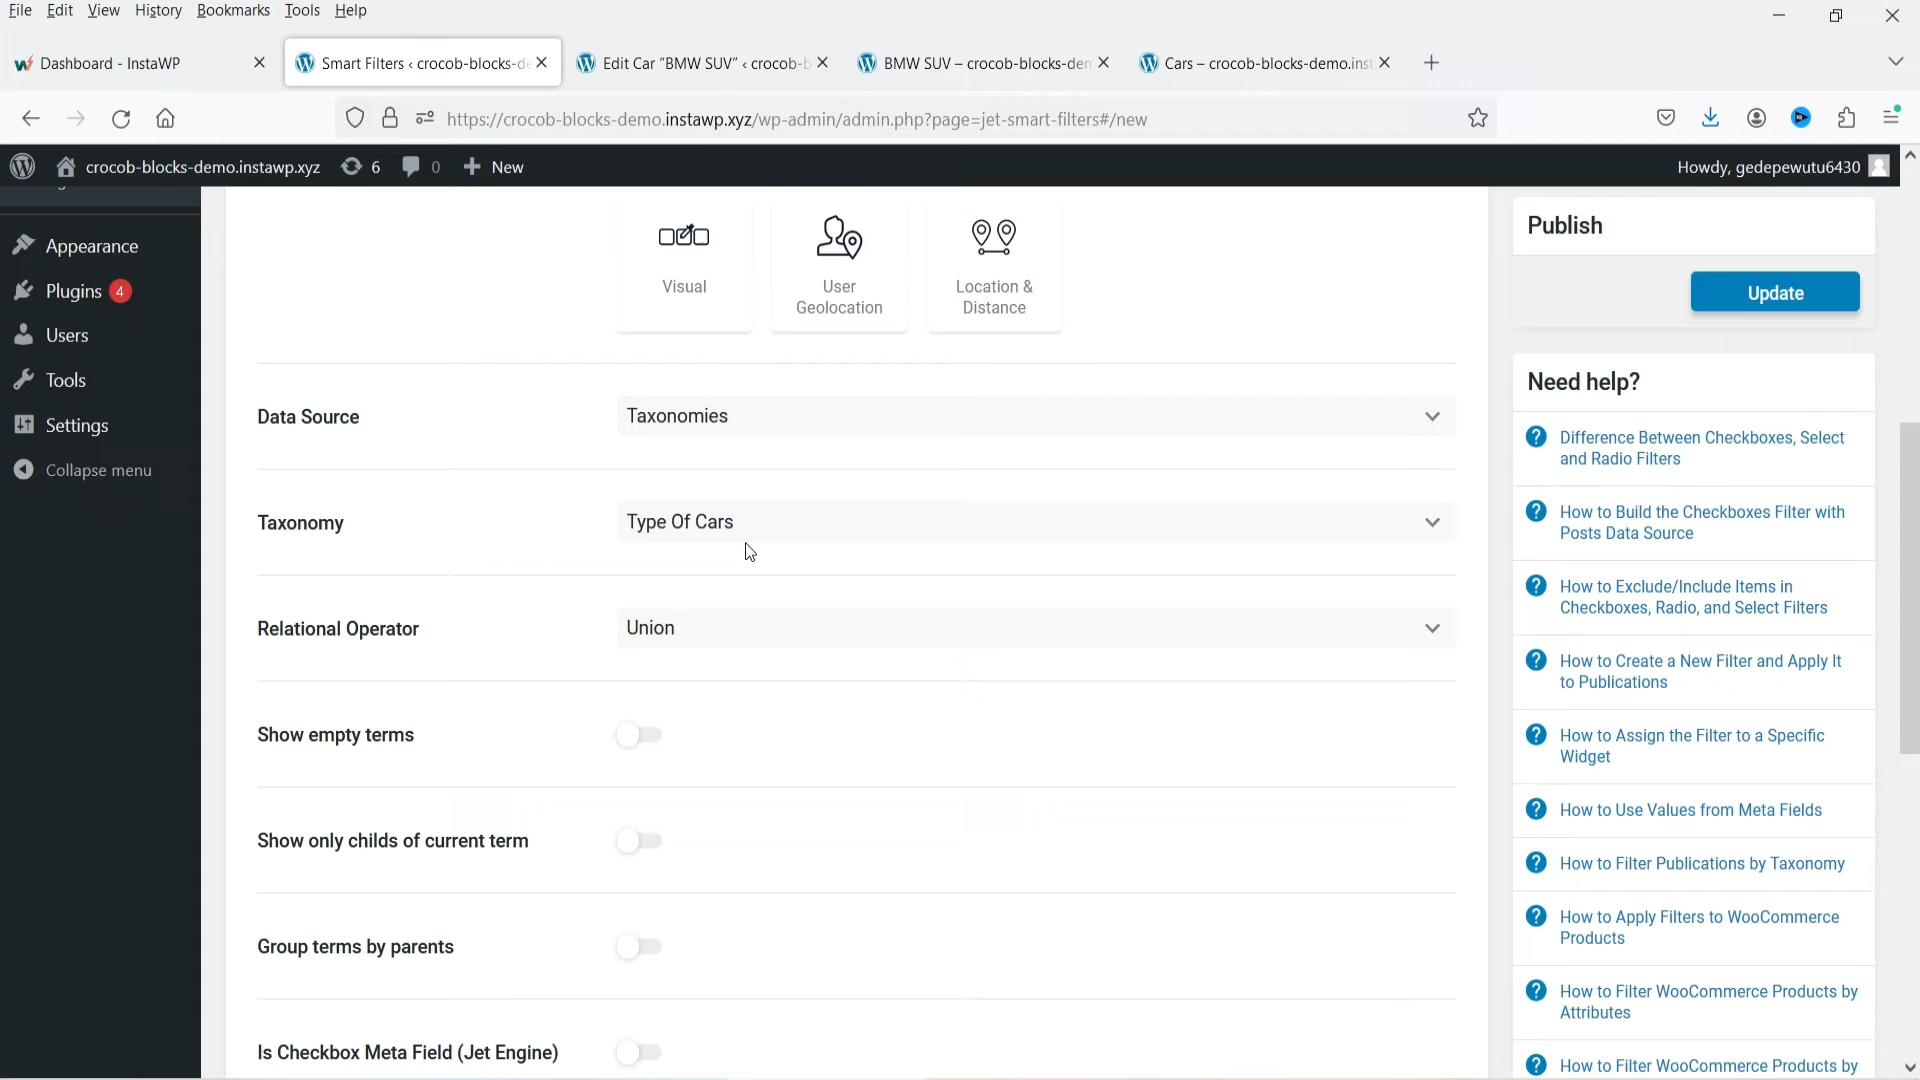 File Edit View History Bookmarks Tools Help
Dashboard - InstaWP
Smart Filters ‹ crocob-blocks-de
Edit Car "BMW SUV" ‹ crocob-b
BMW SUV – crocob-blocks-den
Cars – crocob-blocks-demo.inst
https://crocob-blocks-demo.instawp.xyz/wp-admin/admin.php?page=jet-smart-filters#/new
crocob-blocks-demo.instawp.xyz 6 0 New
Howdy, gedepewutu6430
Appearance
Plugins 4
Users
Tools
Settings
Collapse menu
Visual
User
Geolocation
Location &
Distance
Data Source
Taxonomies
Taxonomy
Type Of Cars
Relational Operator
Union
Show empty terms
Show only childs of current term
Group terms by parents
Is Checkbox Meta Field (Jet Engine)
Publish
Update
Need help?
Difference Between Checkboxes, Select
and Radio Filters
How to Build the Checkboxes Filter with
Posts Data Source
How to Exclude/Include Items in
Checkboxes, Radio, and Select Filters
How to Create a New Filter and Apply It
to Publications
How to Assign the Filter to a Specific
Widget
How to Use Values from Meta Fields
How to Filter Publications by Taxonomy
How to Apply Filters to WooCommerce
Products
How to Filter WooCommerce Products by
Attributes
How to Filter WooCommerce Products by